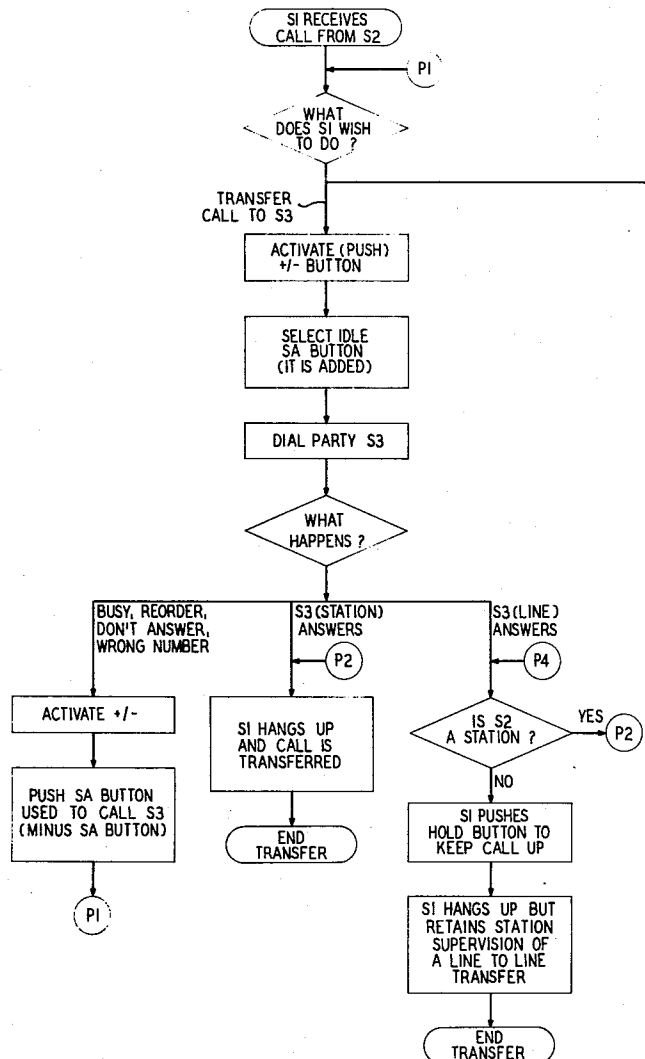 S1 RECEIVES
CALL FROM S2
P1
WHAT
DOES S1 WISH
TO DO ?
TRANSFER
CALL TO S3
ACTIVATE (PUSH)
+/- BUTTON
SELECT IDLE
SA BUTTON
(IT IS ADDED)
DIAL PARTY S3
WHAT
HAPPENS ?
BUSY, REORDER,
DON'T ANSWER,
WRONG NUMBER
S3 (STATION)
ANSWERS
S3 (LINE)
ANSWERS
P2
P4
ACTIVATE +/-
S1 HANGS UP
AND CALL IS
TRANSFERRED
IS S2
A STATION ?
YES
P2
NO
PUSH SA BUTTON
USED TO CALL S3
(MINUS SA BUTTON)
END
TRANSFER
S1 PUSHES
HOLD BUTTON TO
KEEP CALL UP
P1
S1 HANGS UP BUT
RETAINS STATION
SUPERVISION OF
A LINE TO LINE
TRANSFER
END
TRANSFER